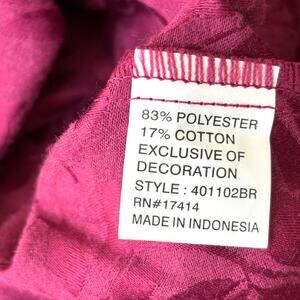 83% POLYESTER
17% COTTON
EXCLUSIVE OF
DECORATION
STYLE : 401102BR
RN#17414
MADE IN INDONESIA